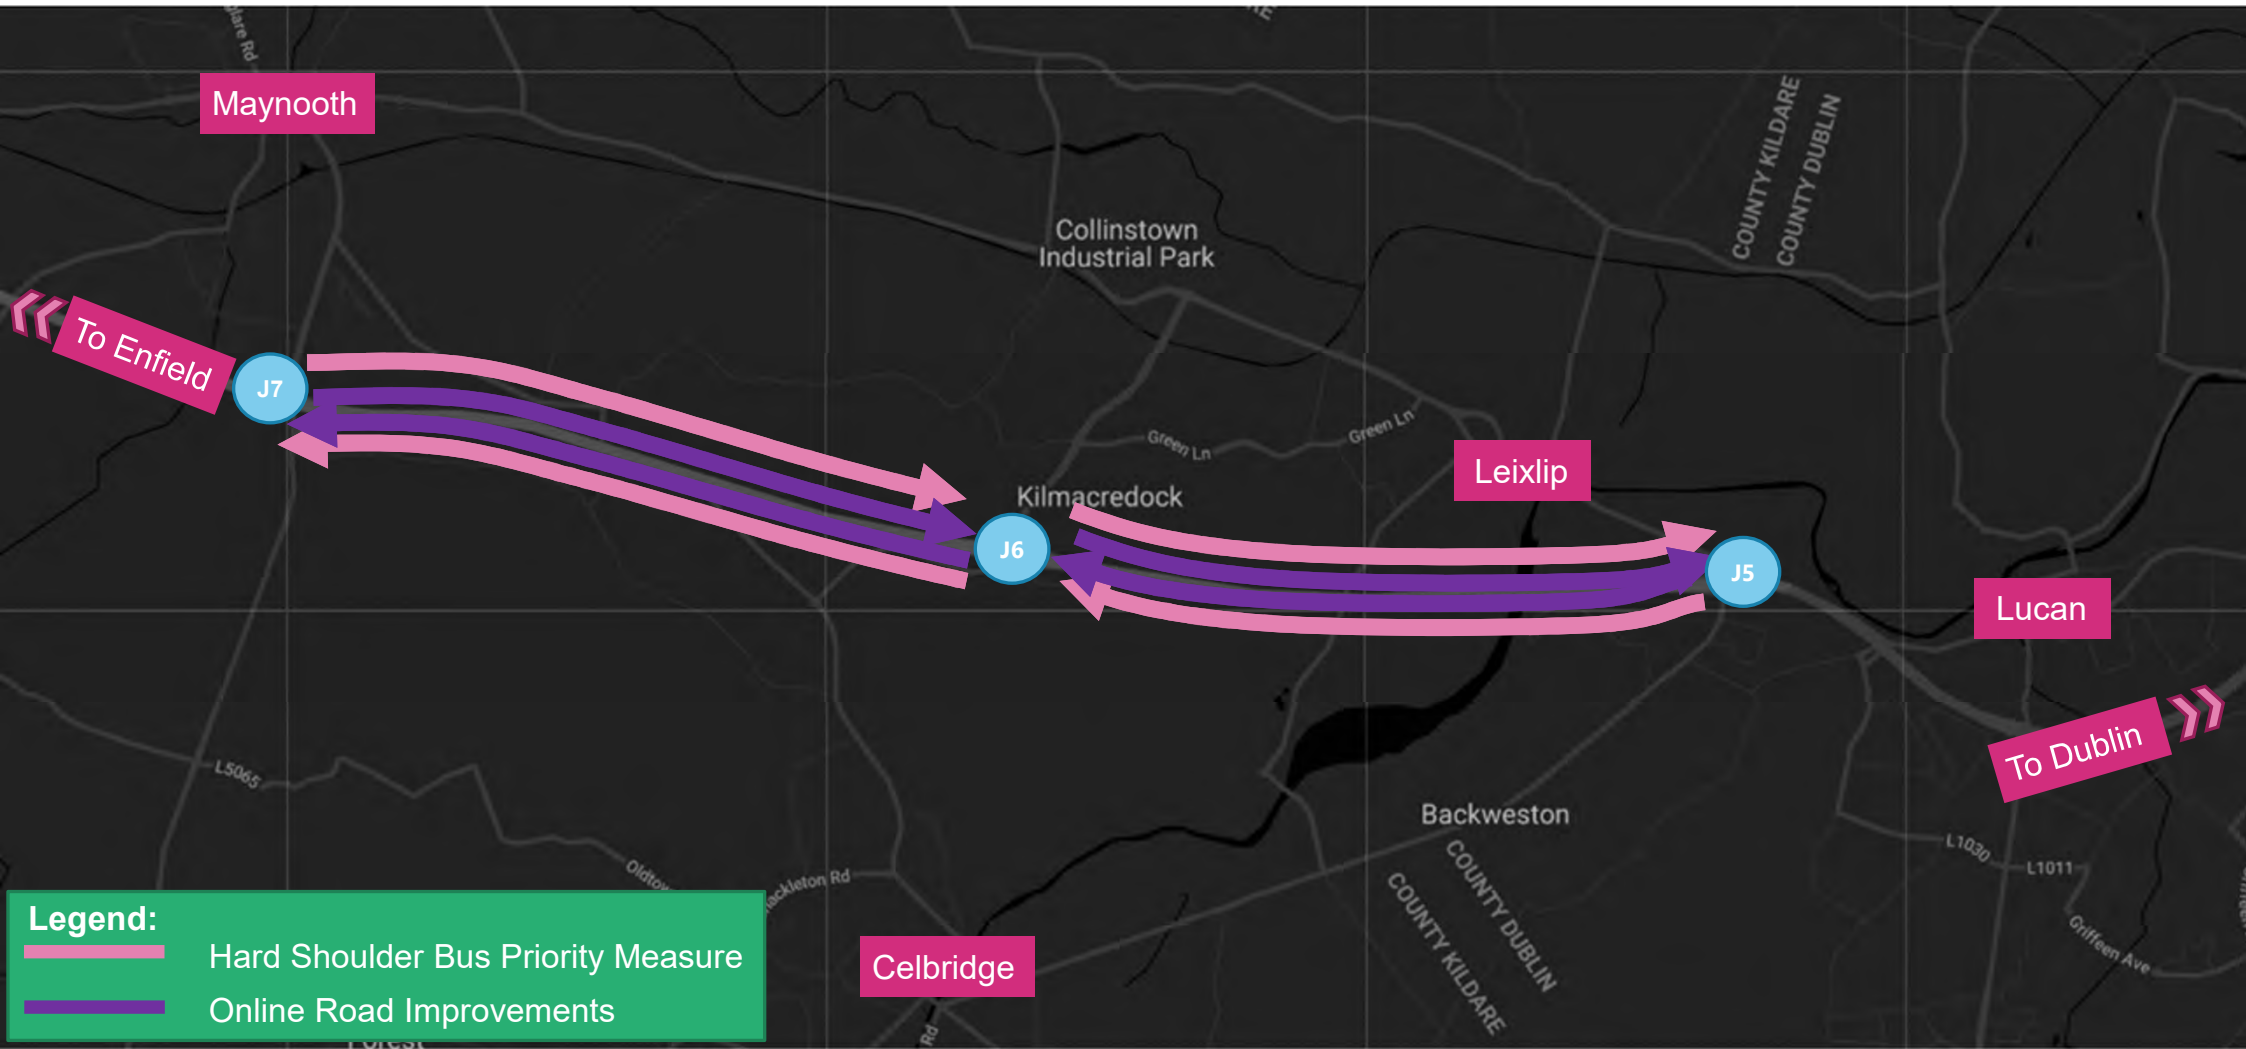 Maynooth
COUNTY KILDARE
COUNTY DUBLIN
Collinstown
Industrial Park
To Enfield
J7
Green Ln
Green Ln
Leixlip
Kilmacredock
J6
J5
Lucan
To Dublin
L5065
Backweston
COUNTY DUBLIN
COUNTY KILDARE
L1030
L1011
Griffeen Ave
Rd
Celbridge
Legend:
Hard Shoulder Bus Priority Measure
Online Road Improvements